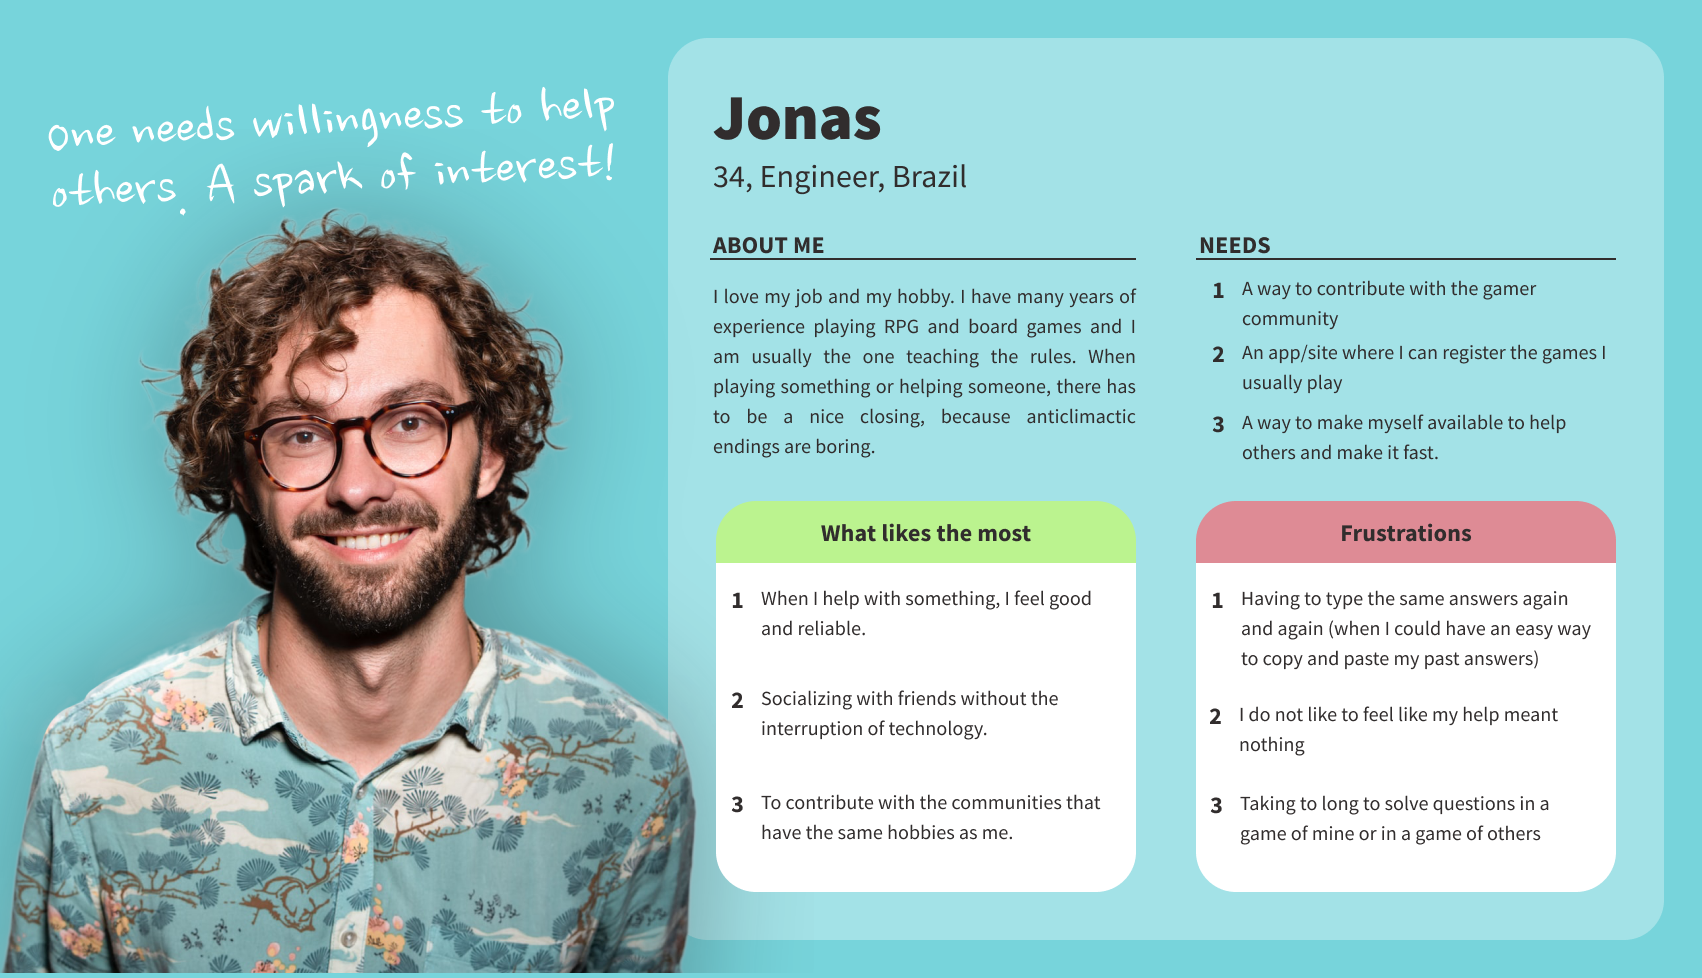 One needs willingness to help
others. A spark of interest!
Jonas
34, Engineer, Brazil
ABOUT ME
I love my job and my hobby. I have many years of
experience playing RPG and board games and I
am usually the one teaching the rules. When
playing something or helping someone, there has
to be a nice closing, because anticlimactic
endings are boring.
NEEDS
1 A way to contribute with the gamer
community
2 An app/site where I can register the games I
usually play
3 A way to make myself available to help
others and make it fast.
What likes the most
1 When I help with something, I feel good
and reliable.
2 Socializing with friends without the
interruption of technology.
3 To contribute with the communities that
have the same hobbies as me.
Frustrations
1 Having to type the same answers again
and again (when I could have an easy way
to copy and paste my past answers)
2 I do not like to feel like my help meant
nothing
3 Taking to long to solve questions in a
game of mine or in a game of others